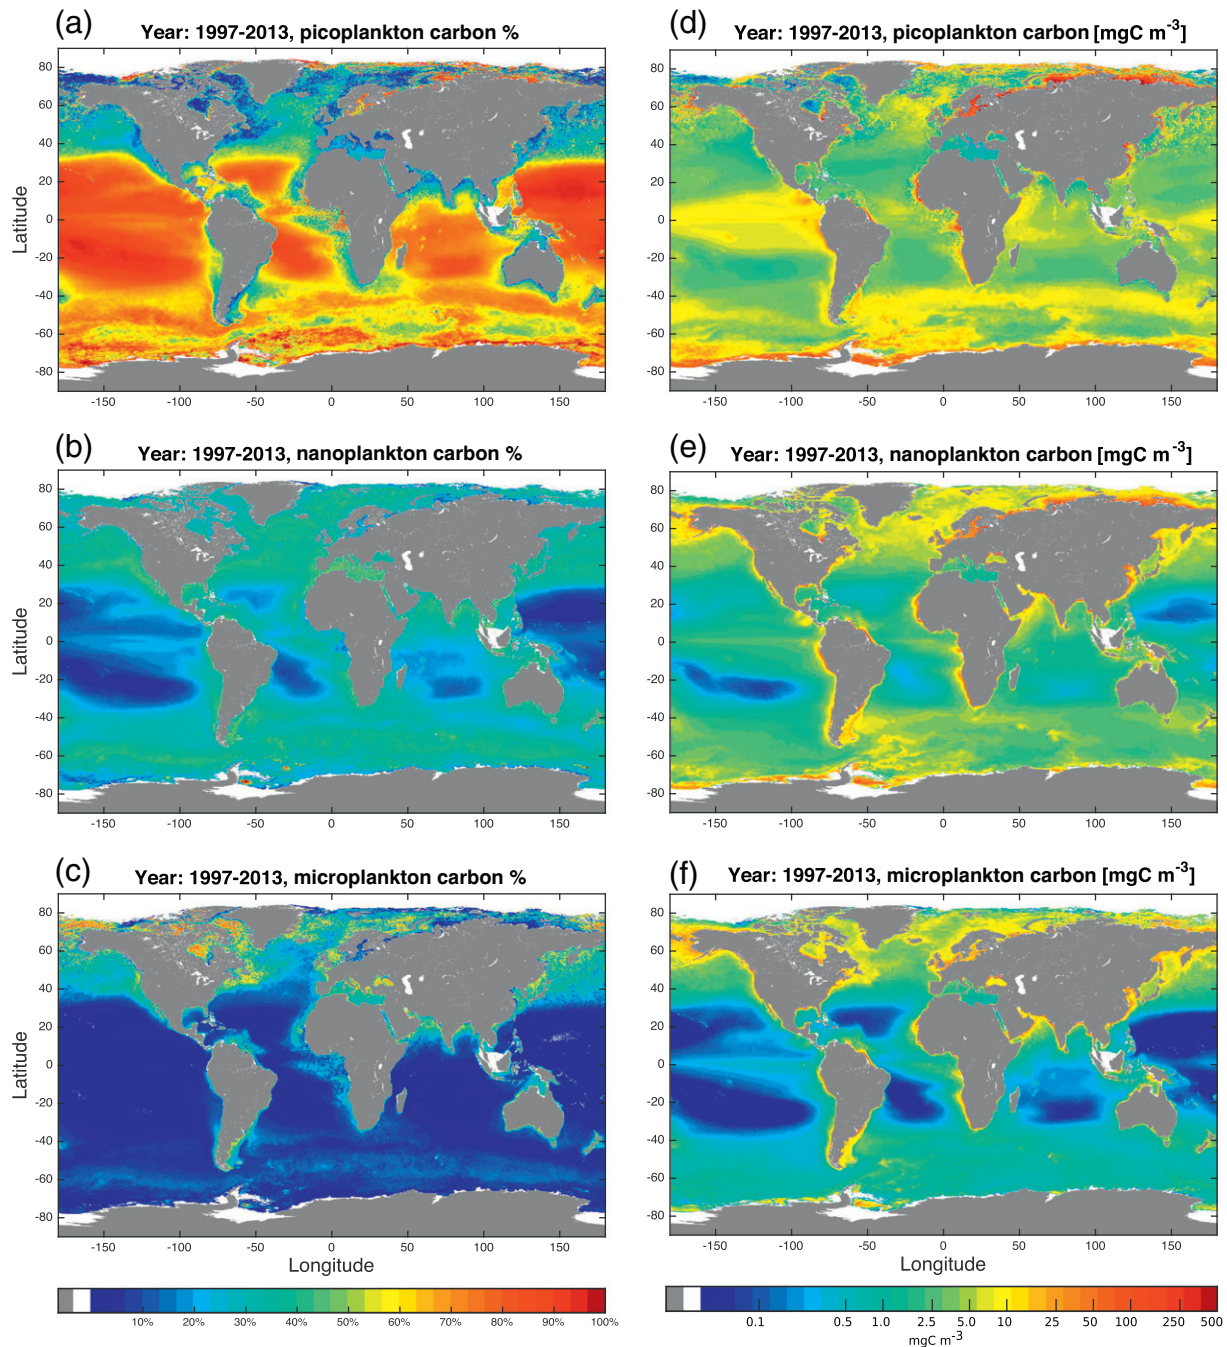 (a)
Year: 1997-2013, picoplankton carbon %
80
60
40
20
0
-20
-40
-60
-80
Latitude
-150 -100 -50 0 50 100 150
(d)
Year: 1997-2013, picoplankton carbon [mgC m-3]
80
60
40
20
0
-20
-40
-60
-80
-150 -100 -50 0 50 100 150
(b)
Year: 1997-2013, nanoplankton carbon %
80
60
40
20
0
-20
-40
-60
-80
Latitude
-150 -100 -50 0 50 100 150
(e)
Year: 1997-2013, nanoplankton carbon [mgC m-3]
80
60
40
20
0
-20
-40
-60
-80
-150 -100 -50 0 50 100 150
(c)
Year: 1997-2013, microplankton carbon %
80
60
40
20
0
-20
-40
-60
-80
Latitude
-150 -100 -50 0 50 100 150
Longitude
(f)
Year: 1997-2013, microplankton carbon [mgC m-3]
80
60
40
20
0
-20
-40
-60
-80
-150 -100 -50 0 50 100 150
Longitude
10% 20% 30% 40% 50% 60% 70% 80% 90% 100%
0.1 0.5 1.0 2.5 5.0 10 25 50 100 250 500
mgC m-3